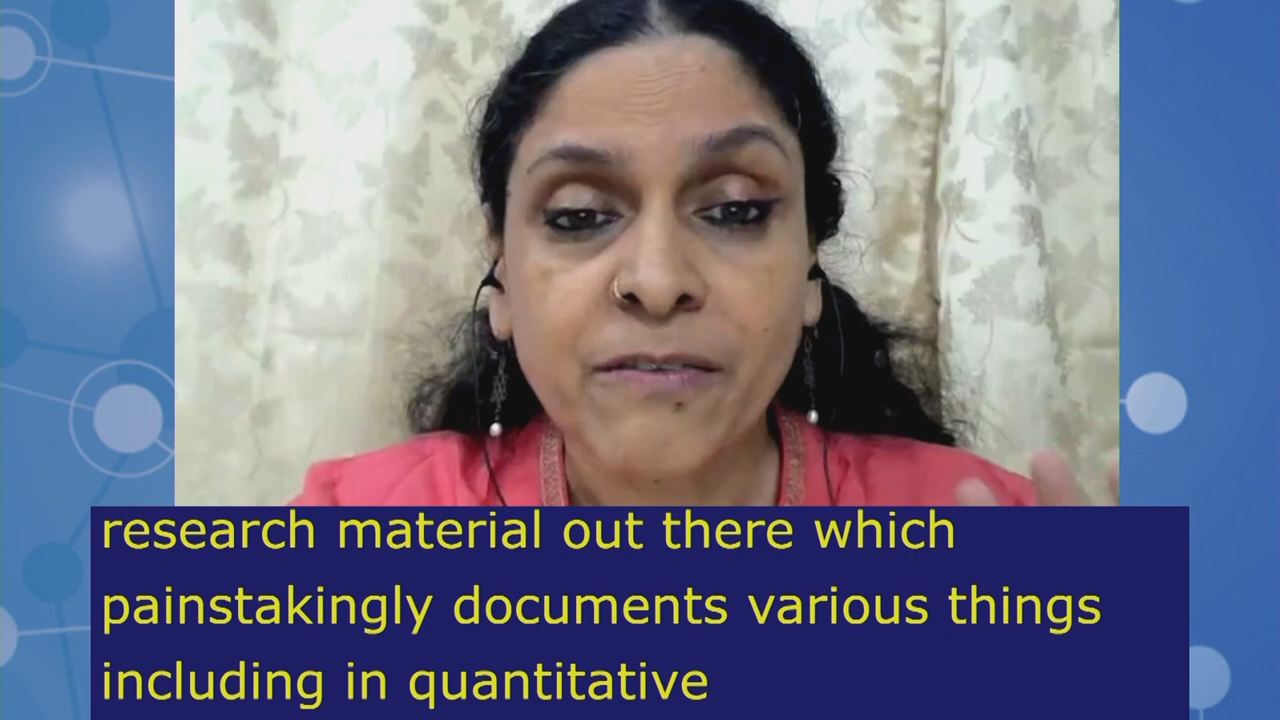 research material out there which
painstakingly documents various things
including in quantitative